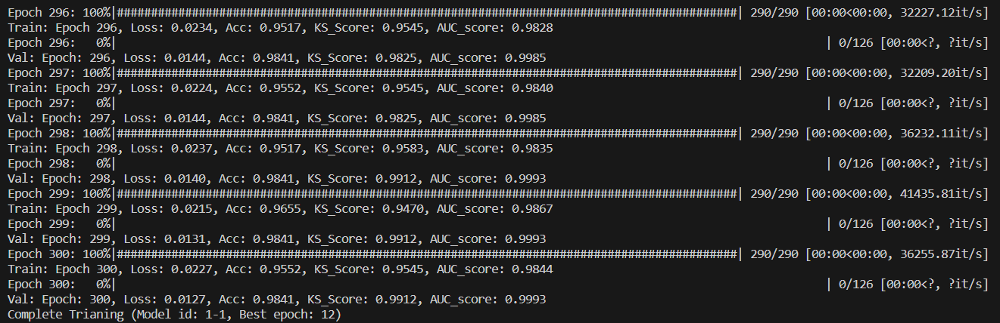 Epoch 296: 100%|###########################################################################################| 290/290 [00:00<00:00, 32227.12it/s]
Train: Epoch 296, Loss: 0.0234, Acc: 0.9517, KS_Score: 0.9545, AUC_score: 0.9828
Epoch 296:   0%|                                                                                                        | 0/126 [00:00<?, ?it/s]
Val: Epoch: 296, Loss: 0.0144, Acc: 0.9841, KS_Score: 0.9825, AUC_score: 0.9985
Epoch 297: 100%|###########################################################################################| 290/290 [00:00<00:00, 32209.20it/s]
Train: Epoch 297, Loss: 0.0224, Acc: 0.9552, KS_Score: 0.9545, AUC_score: 0.9840
Epoch 297:   0%|                                                                                                        | 0/126 [00:00<?, ?it/s]
Val: Epoch: 297, Loss: 0.0144, Acc: 0.9841, KS_Score: 0.9825, AUC_score: 0.9985
Epoch 298: 100%|###########################################################################################| 290/290 [00:00<00:00, 36232.11it/s]
Train: Epoch 298, Loss: 0.0237, Acc: 0.9517, KS_Score: 0.9583, AUC_score: 0.9835
Epoch 298:   0%|                                                                                                        | 0/126 [00:00<?, ?it/s]
Val: Epoch: 298, Loss: 0.0140, Acc: 0.9841, KS_Score: 0.9912, AUC_score: 0.9993
Epoch 299: 100%|###########################################################################################| 290/290 [00:00<00:00, 41435.81it/s]
Train: Epoch 299, Loss: 0.0215, Acc: 0.9655, KS_Score: 0.9470, AUC_score: 0.9867
Epoch 299:   0%|                                                                                                        | 0/126 [00:00<?, ?it/s]
Val: Epoch: 299, Loss: 0.0131, Acc: 0.9841, KS_Score: 0.9912, AUC_score: 0.9993
Epoch 300: 100%|###########################################################################################| 290/290 [00:00<00:00, 36255.87it/s]
Train: Epoch 300, Loss: 0.0227, Acc: 0.9552, KS_Score: 0.9545, AUC_score: 0.9844
Epoch 300:   0%|                                                                                                        | 0/126 [00:00<?, ?it/s]
Val: Epoch: 300, Loss: 0.0127, Acc: 0.9841, KS_Score: 0.9912, AUC_score: 0.9993
Complete Trianing (Model id: 1-1, Best epoch: 12)